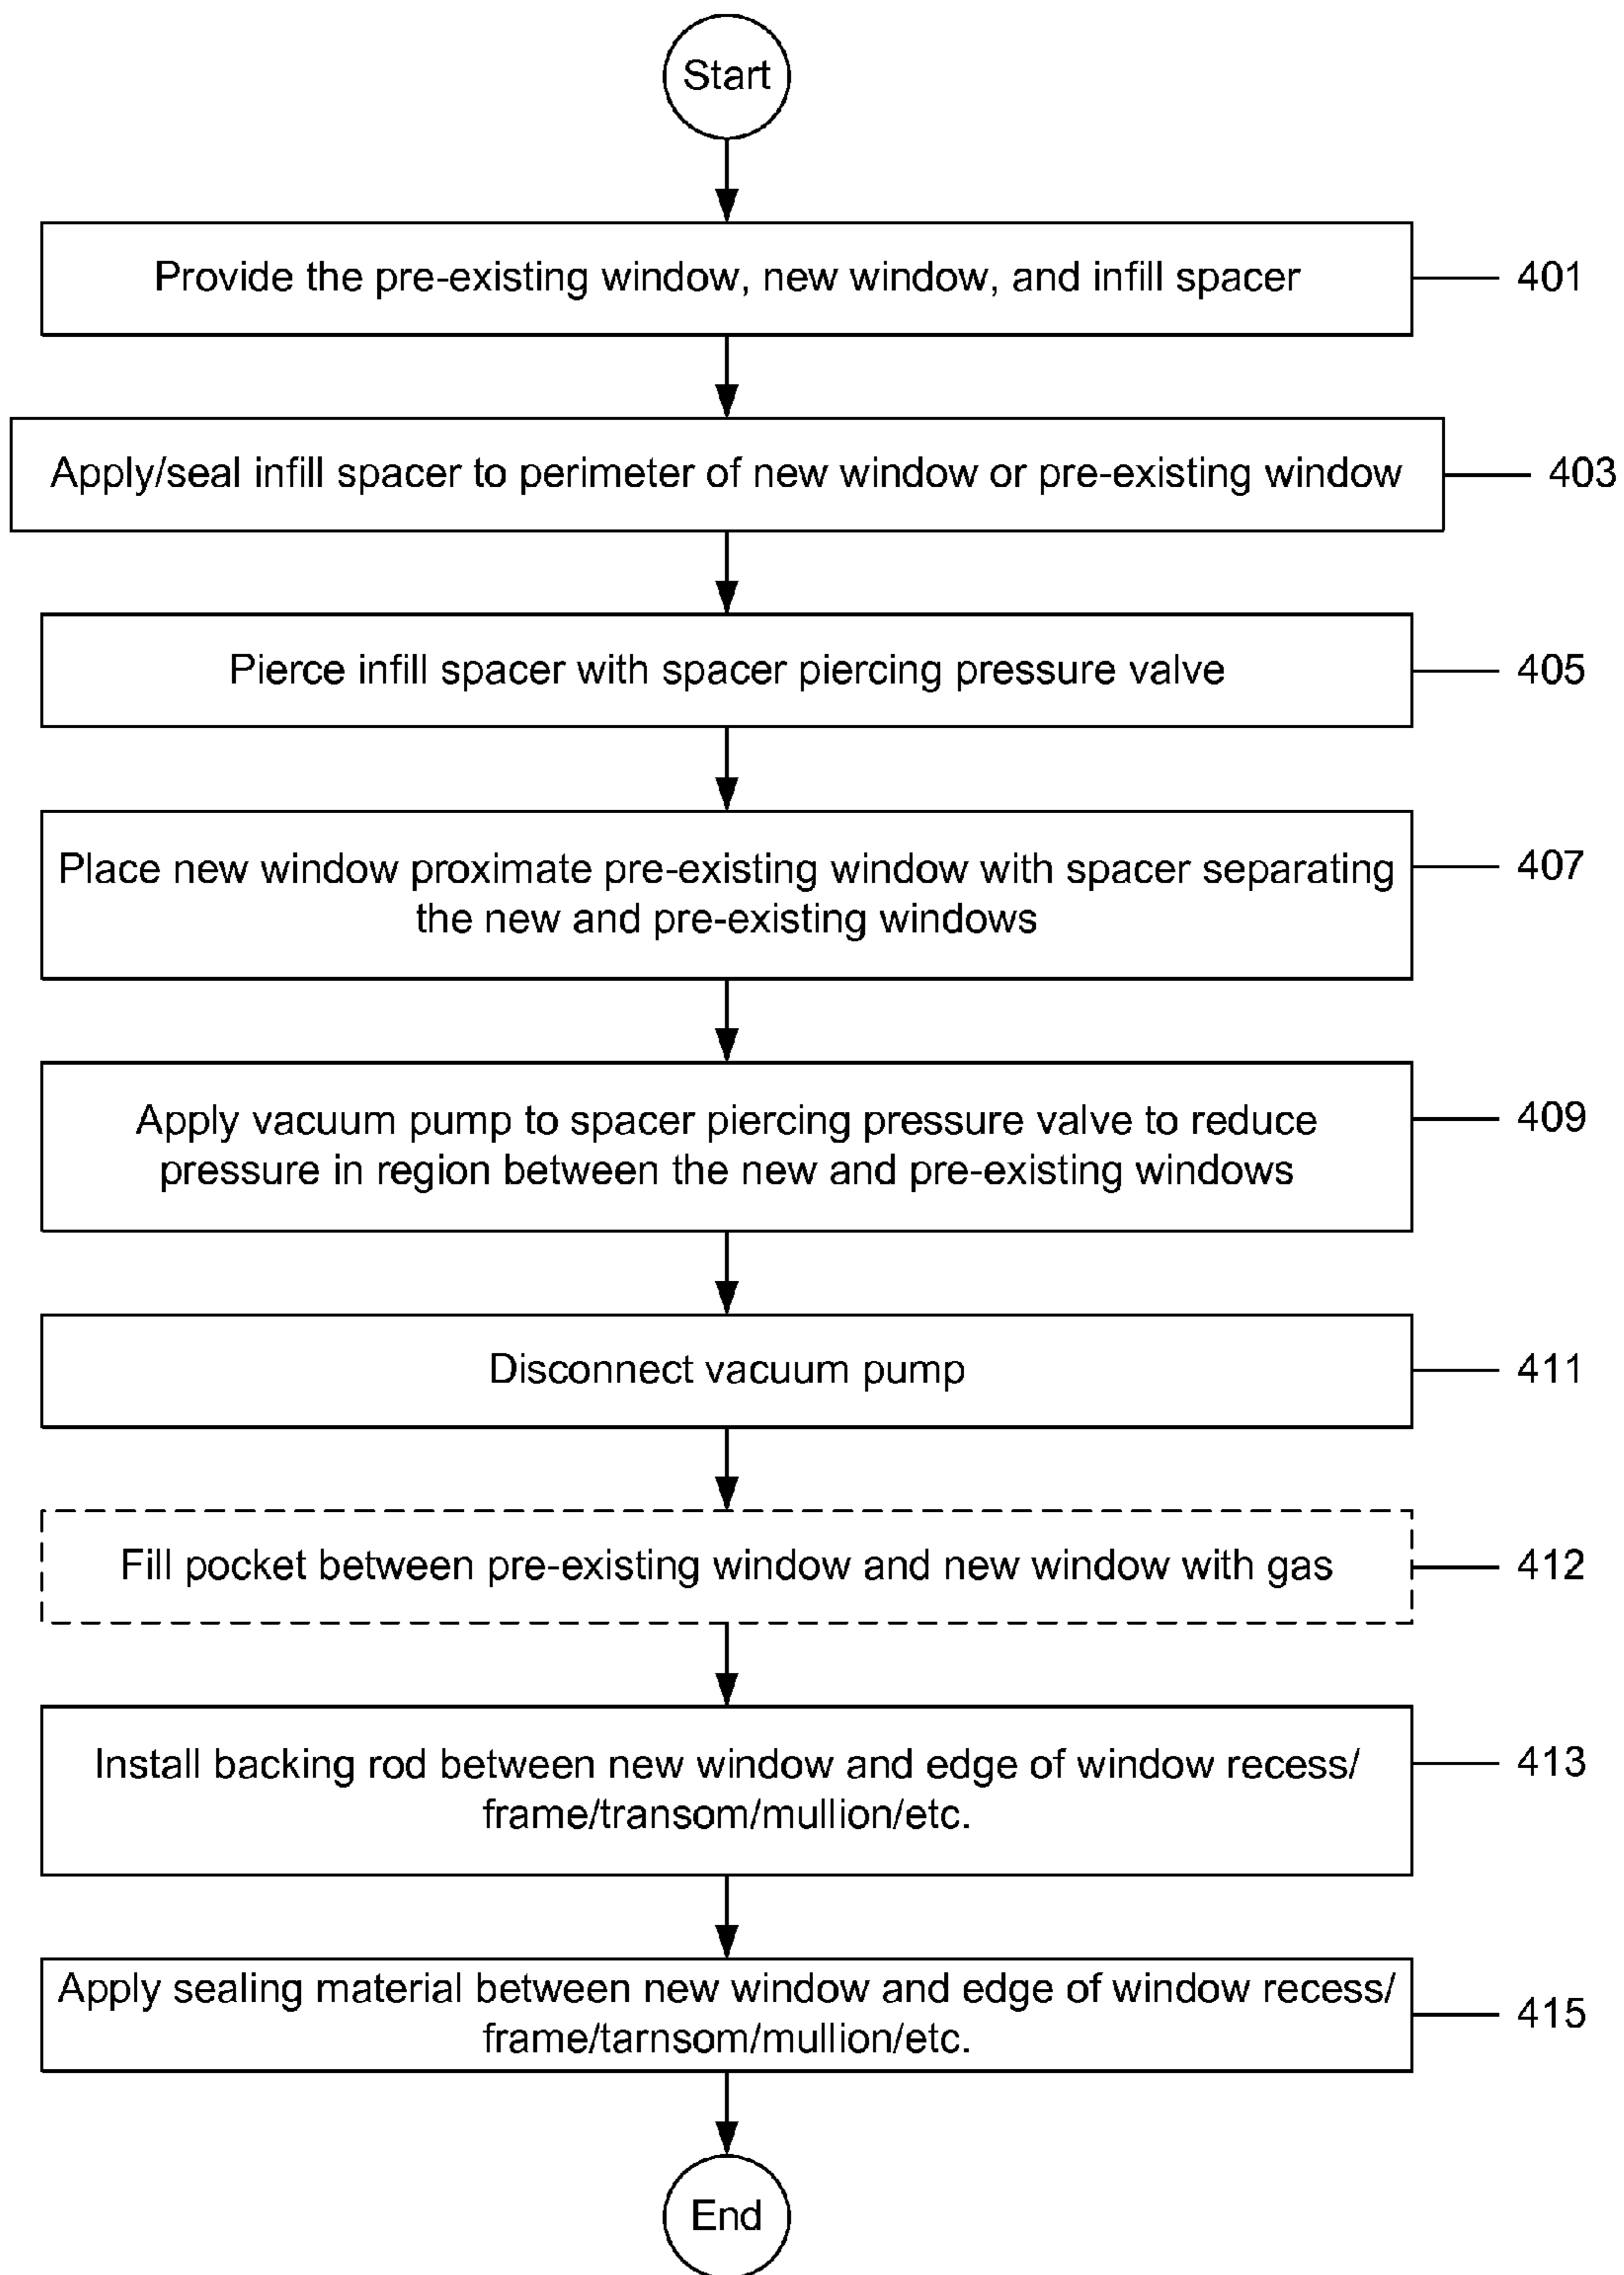 Start
Provide the pre-existing window, new window, and infill spacer
401
Apply/seal infill spacer to perimeter of new window or pre-existing window
403
Pierce infill spacer with spacer piercing pressure valve
405
Place new window proximate pre-existing window with spacer separating
the new and pre-existing windows
407
Apply vacuum pump to spacer piercing pressure valve to reduce
pressure in region between the new and pre-existing windows
409
Disconnect vacuum pump
411
Fill pocket between pre-existing window and new window with gas
412
Install backing rod between new window and edge of window recess/
frame/transom/mullion/etc.
413
Apply sealing material between new window and edge of window recess/
frame/tarnsom/mullion/etc.
415
End